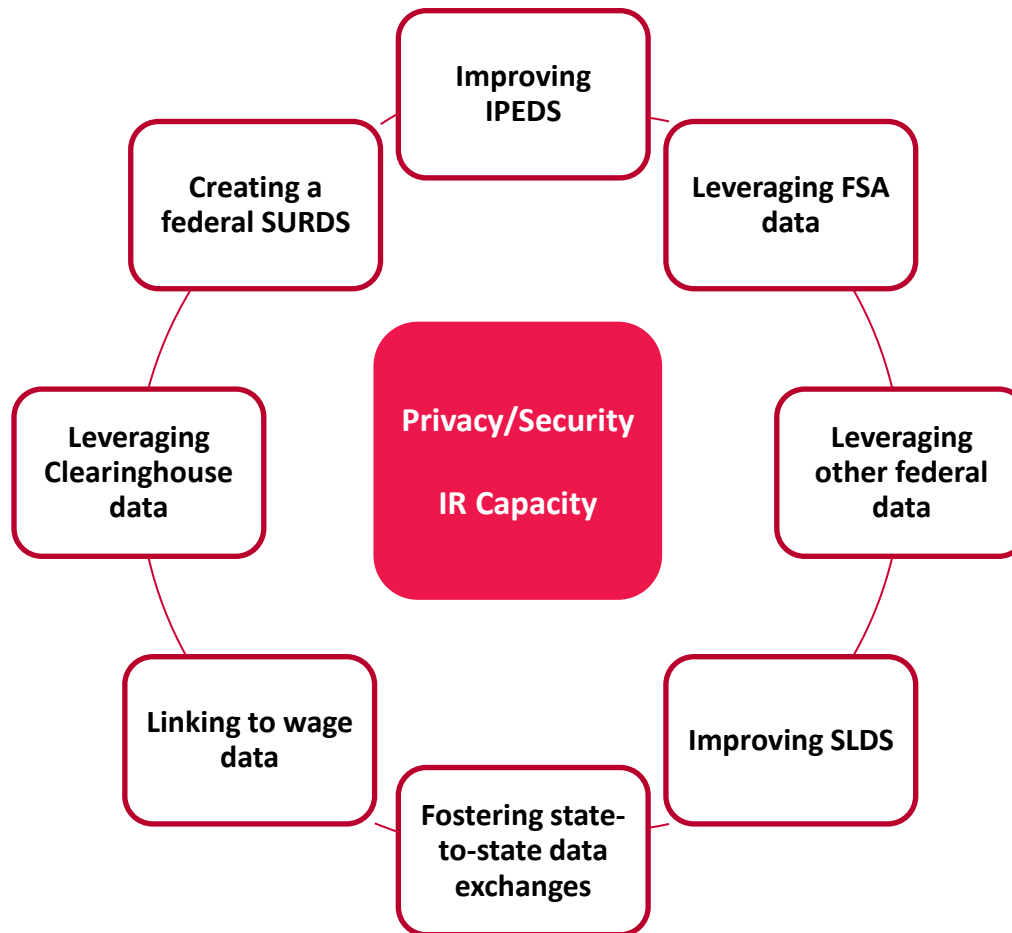 Improving
IPEDS
Leveraging FSA
data
Leveraging
other federal
data
Improving SLDS
Fostering state-
to-state data
exchanges
Linking to wage
data
Leveraging
Clearinghouse
data
Creating a
federal SURDS
Privacy/Security
IR Capacity